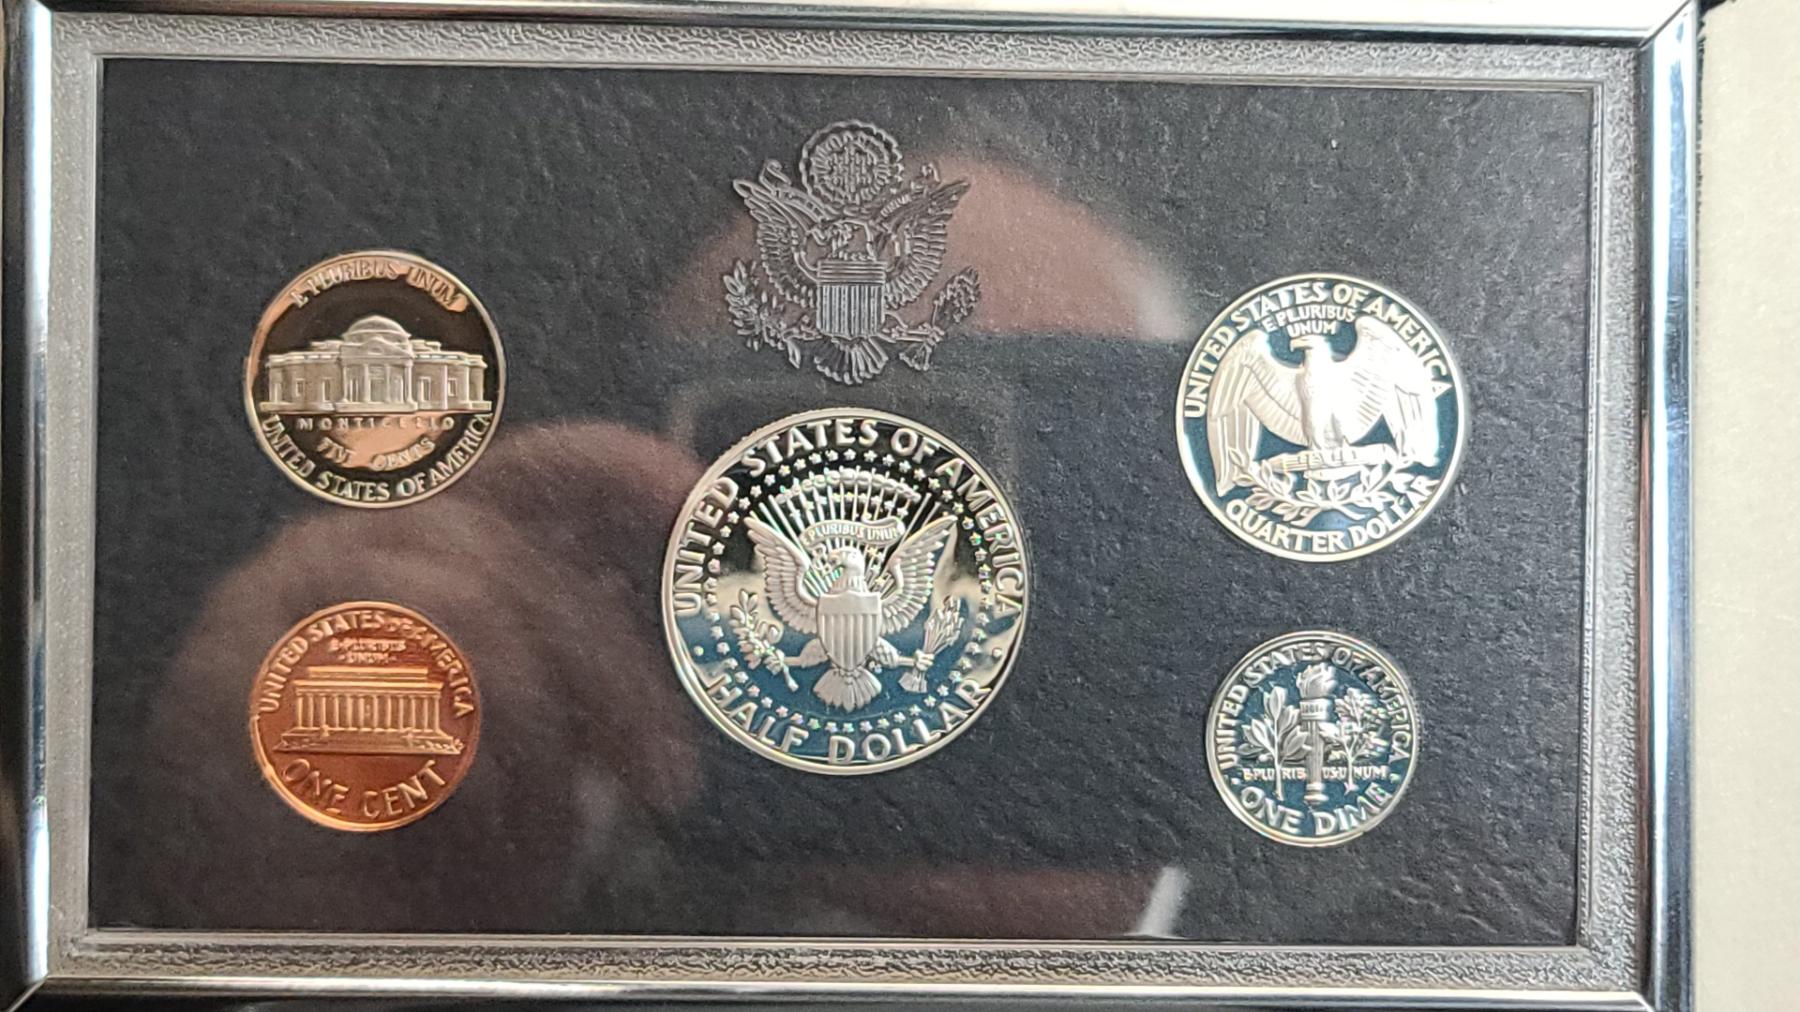 E PLURIBUS UNUM
MONTICELLO
FIVE CENTS
UNITED STATES OF AMERICA
UNITED STATES OF AMERICA
E·PLURIBUS
·UNUM·
ONE CENT
UNITED STATES OF AMERICA
E PLURIBUS UNUM
HALF DOLLAR
UNITED STATES OF AMERICA
E PLURIBUS
UNUM
QUARTER DOLLAR
UNITED STATES OF AMERICA
E·PLURIBUS·UNUM
·ONE DIME·